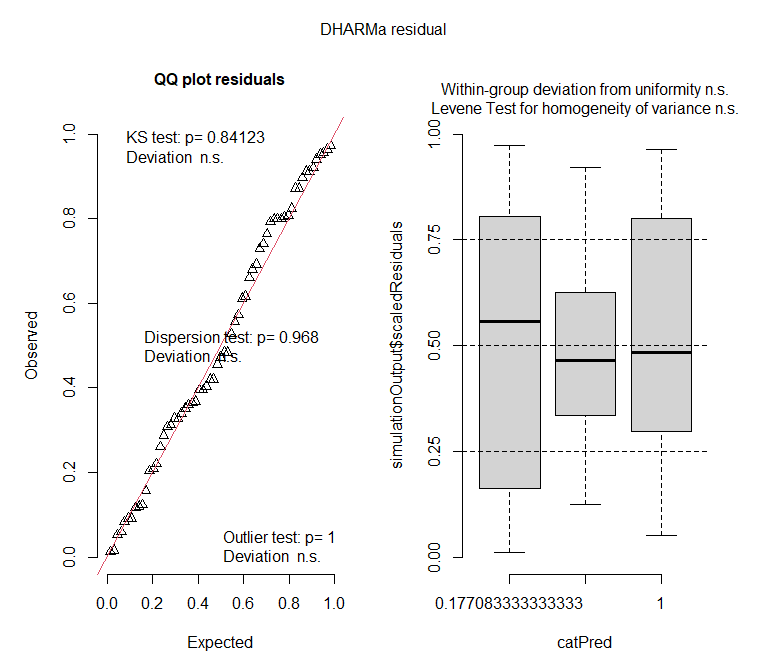 DHARMa residual
QQ plot residuals
KS test: p= 0.84123
Deviation n.s.
Dispersion test: p= 0.968
Deviation n.s.
Outlier test: p= 1
Deviation n.s.
Observed
0.0
0.2
0.4
0.6
0.8
1.0
0.0 0.2 0.4 0.6 0.8 1.0
Expected
Within-group deviation from uniformity n.s.
Levene Test for homogeneity of variance n.s.
simulationOutput$scaledResiduals
0.00
0.25
0.50
0.75
1.00
0.177083333333333 1
catPred